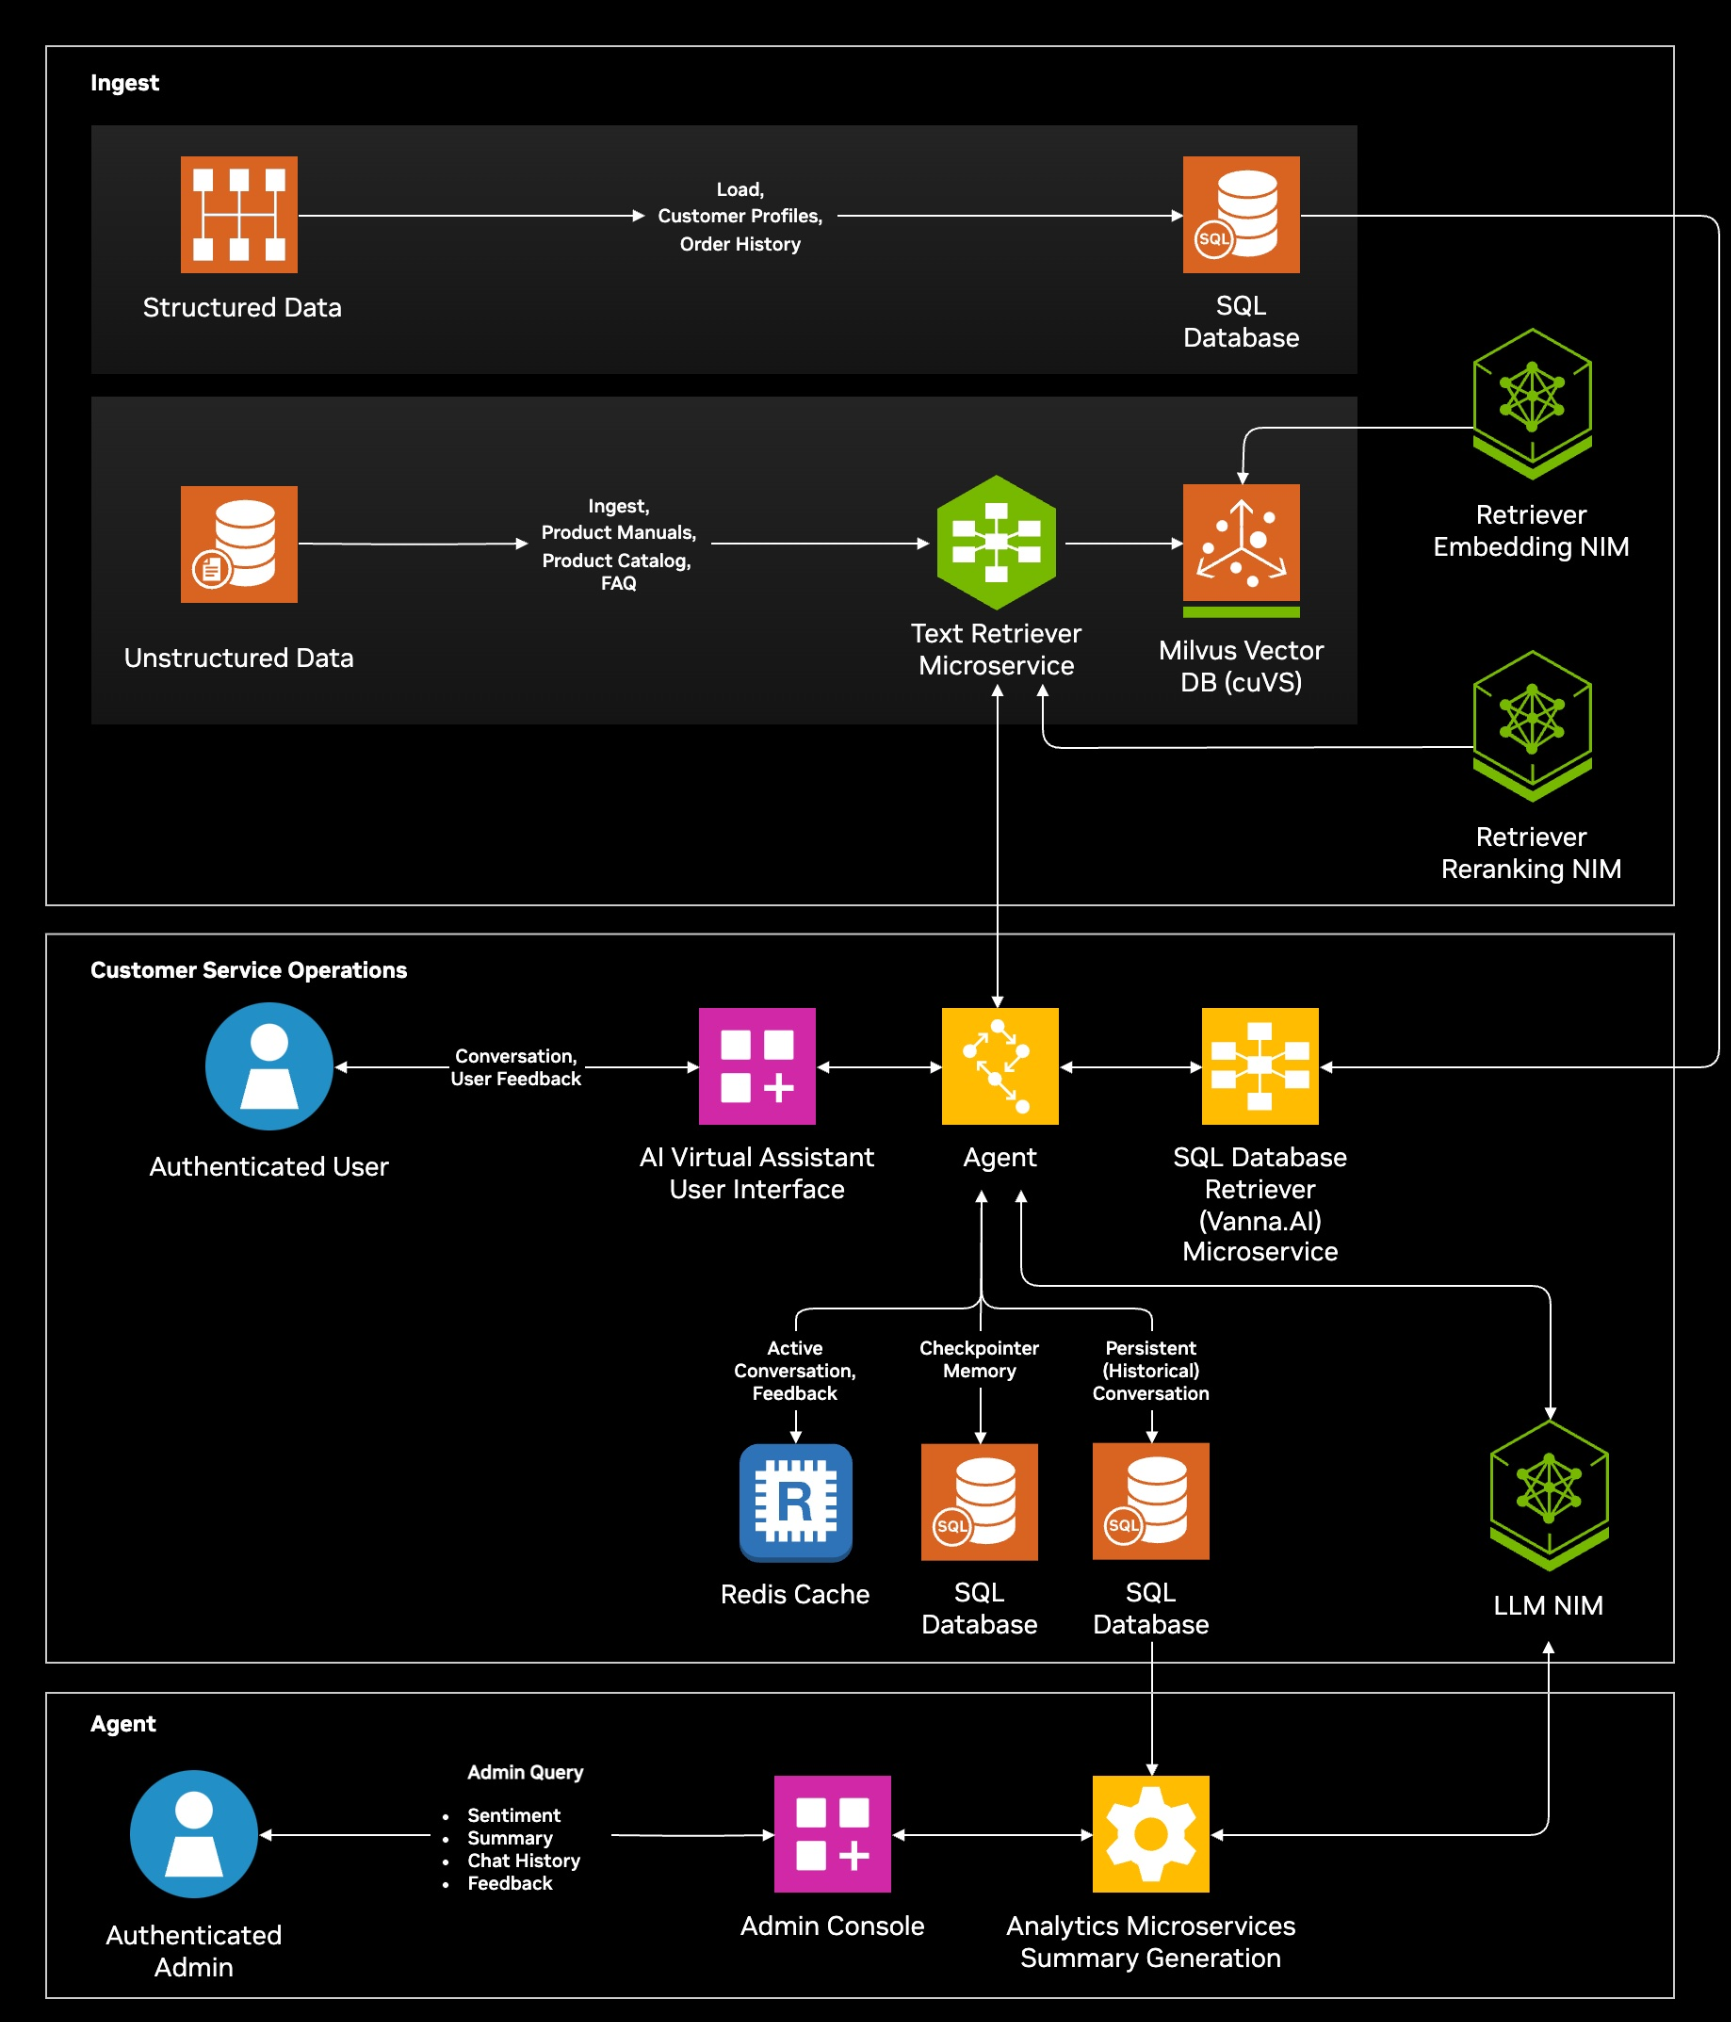 Ingest
Load,
Customer Profiles,
Order History
SQL
Structured Data
SQL
Database
Ingest,
Product Manuals,
Product Catalog,
FAQ
Unstructured Data
Text Retriever
Microservice
Milvus Vector
DB (cuVS)
Retriever
Embedding NIM
Retriever
Reranking NIM
Customer Service Operations
Conversation,
User Feedback
Authenticated User
AI Virtual Assistant
User Interface
Agent
SQL Database
Retriever
(Vanna.AI)
Microservice
Active
Conversation,
Feedback
Checkpointer
Memory
Persistent
(Historical)
Conversation
R
SQL
SQL
Redis Cache
SQL
Database
SQL
Database
LLM NIM
Agent
Admin Query
• Sentiment
• Summary
• Chat History
• Feedback
Authenticated
Admin
Admin Console
Analytics Microservices
Summary Generation